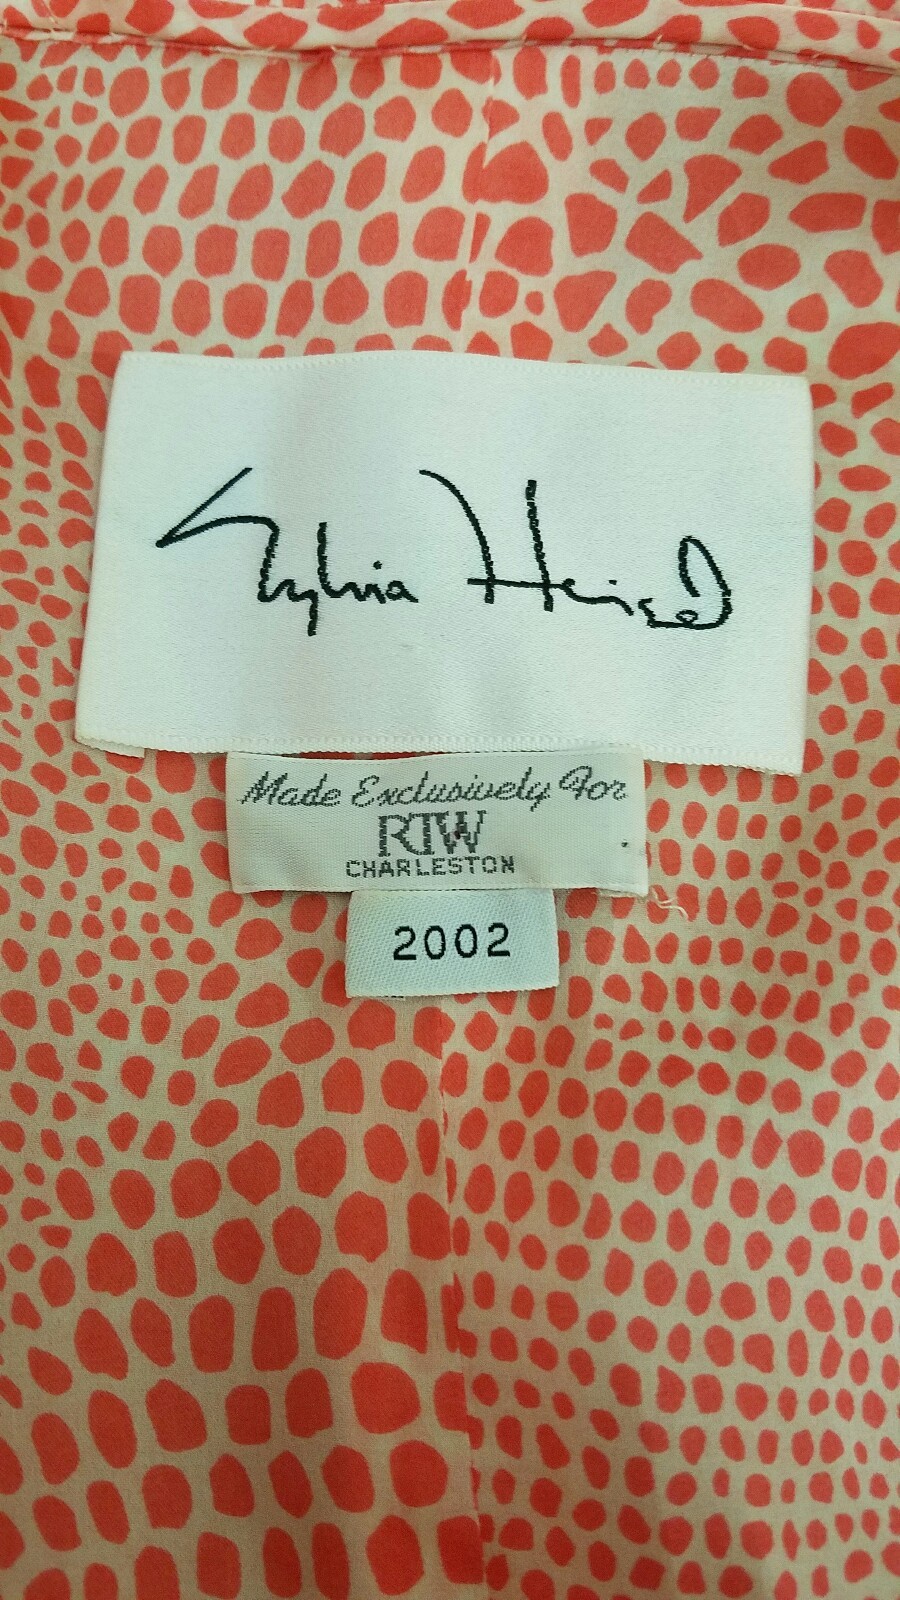 Sylvia Heisel
Made Exclusively For
RTW
CHARLESTON
2002